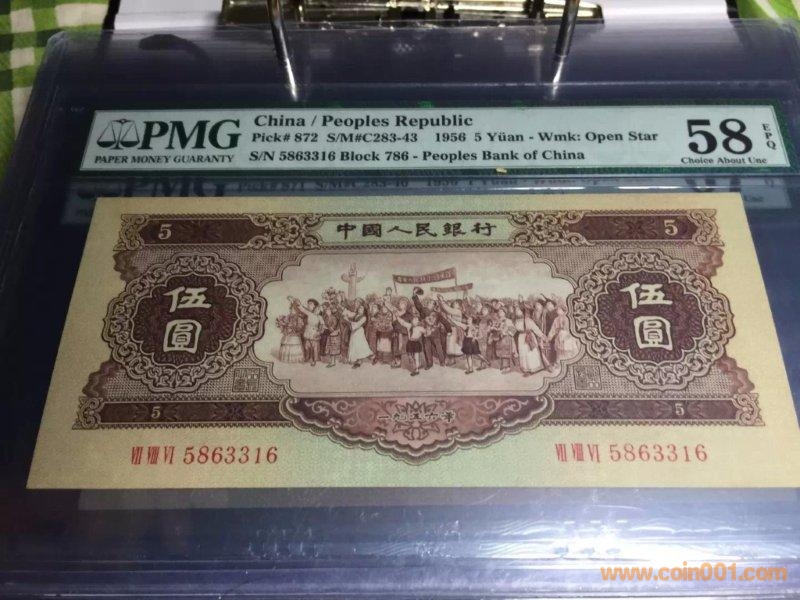 PMG
PAPER MONEY GUARANTY
China / Peoples Republic
Pick# 872 S/M#C283-43 1956 5 Yüan - Wmk: Open Star
S/N 5863316 Block 786 - Peoples Bank of China
58 EPQ
Choice About Unc
5 中國人民銀行 5
伍圓 伍圓
5 一九五六年 5
VII VIII VI 5863316 VII VIII VI 5863316
www.coin001.com